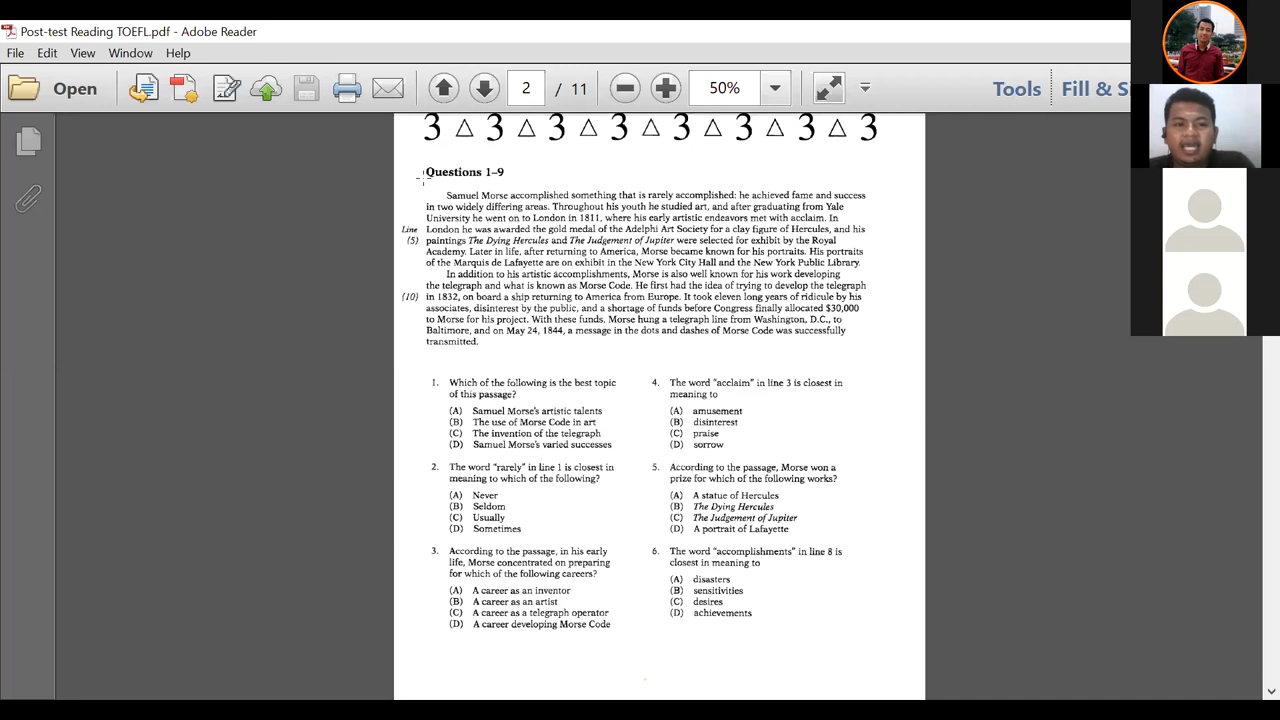 Post-test Reading TOEFL.pdf - Adobe Reader
File Edit View Window Help
Open 2 / 11 50% Tools Fill & Si
3 △ 3 △ 3 △ 3 △ 3 △ 3 △ 3 △ 3
Questions 1–9
Samuel Morse accomplished something that is rarely accomplished: he achieved fame and success
in two widely differing areas. Throughout his youth he studied art, and after graduating from Yale
University he went on to London in 1811, where his early artistic endeavors met with acclaim. In
Line London he was awarded the gold medal of the Adelphi Art Society for a clay figure of Hercules, and his
(5) paintings The Dying Hercules and The Judgement of Jupiter were selected for exhibit by the Royal
Academy. Later in life, after returning to America, Morse became known for his portraits. His portraits
of the Marquis de Lafayette are on exhibit in the New York City Hall and the New York Public Library.
In addition to his artistic accomplishments, Morse is also well known for his work developing
the telegraph and what is known as Morse Code. He first had the idea of trying to develop the telegraph
(10) in 1832, on board a ship returning to America from Europe. It took eleven long years of ridicule by his
associates, disinterest by the public, and a shortage of funds before Congress finally allocated $30,000
to Morse for his project. With these funds, Morse hung a telegraph line from Washington, D.C., to
Baltimore, and on May 24, 1844, a message in the dots and dashes of Morse Code was successfully
transmitted.
1. Which of the following is the best topic
of this passage?
(A) Samuel Morse's artistic talents
(B) The use of Morse Code in art
(C) The invention of the telegraph
(D) Samuel Morse's varied successes
2. The word "rarely" in line 1 is closest in
meaning to which of the following?
(A) Never
(B) Seldom
(C) Usually
(D) Sometimes
3. According to the passage, in his early
life, Morse concentrated on preparing
for which of the following careers?
(A) A career as an inventor
(B) A career as an artist
(C) A career as a telegraph operator
(D) A career developing Morse Code
4. The word "acclaim" in line 3 is closest in
meaning to
(A) amusement
(B) disinterest
(C) praise
(D) sorrow
5. According to the passage, Morse won a
prize for which of the following works?
(A) A statue of Hercules
(B) The Dying Hercules
(C) The Judgement of Jupiter
(D) A portrait of Lafayette
6. The word "accomplishments" in line 8 is
closest in meaning to
(A) disasters
(B) sensitivities
(C) desires
(D) achievements